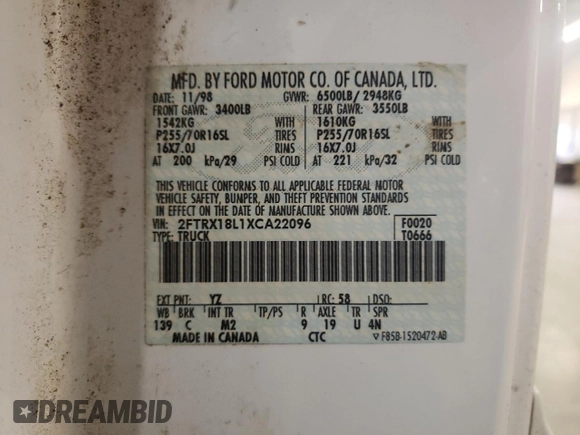 MFD. BY FORD MOTOR CO. OF CANADA, LTD.
DATE: 11/98 GVWR: 6500LB/ 2948KG
FRONT GAWR: 3400LB REAR GAWR: 3550LB
1542KG WITH 1610KG WITH
P255/70R16SL TIRES P255/70R16SL TIRES
16X7.0J RIMS 16X7.0J RIMS
AT 200 kPa/29 PSI COLD AT 221 kPa/32 PSI COLD
THIS VEHICLE CONFORMS TO ALL APPLICABLE FEDERAL MOTOR
VEHICLE SAFETY, BUMPER, AND THEFT PREVENTION STANDARDS
IN EFFECT ON THE DATE OF MANUFACTURE SHOWN ABOVE.
VIN: 2FTRX18L1XCA22096 F0020
TYPE: TRUCK T0666
EXT PNT: YZ RC: 58 DSO:
WB BRK INT TR TP/PS R AXLE TR SPR
139 C M2 9 19 U 4N
MADE IN CANADA CTC F85B-1520472-AB
DREAMBID